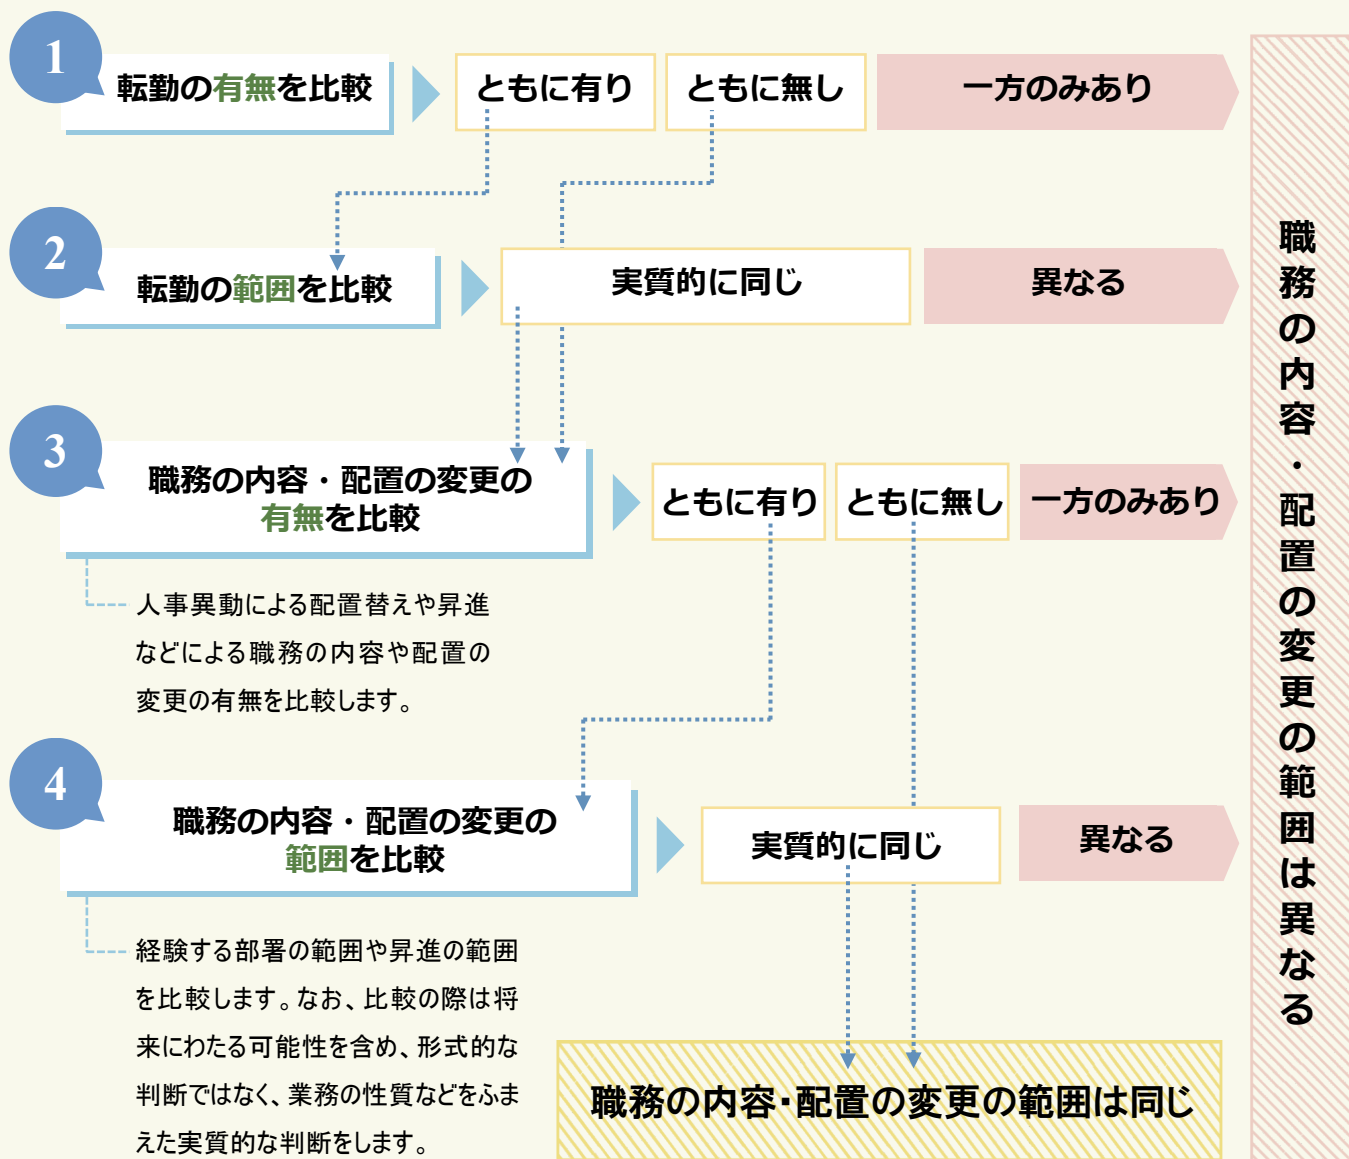 1
転勤の有無を比較
ともに有り
ともに無し
一方のみあり
2
転勤の範囲を比較
実質的に同じ
異なる
3
職務の内容・配置の変更の
有無を比較
ともに有り
ともに無し
一方のみあり
人事異動による配置替えや昇進
などによる職務の内容や配置の
変更の有無を比較します。
4
職務の内容・配置の変更の
範囲を比較
実質的に同じ
異なる
経験する部署の範囲や昇進の範囲
を比較します。なお、比較の際は将
来にわたる可能性を含め、形式的な
判断ではなく、業務の性質などをふま
えた実質的な判断をします。
職務の内容・配置の変更の範囲は同じ
職務の内容・配置の変更の範囲は異なる